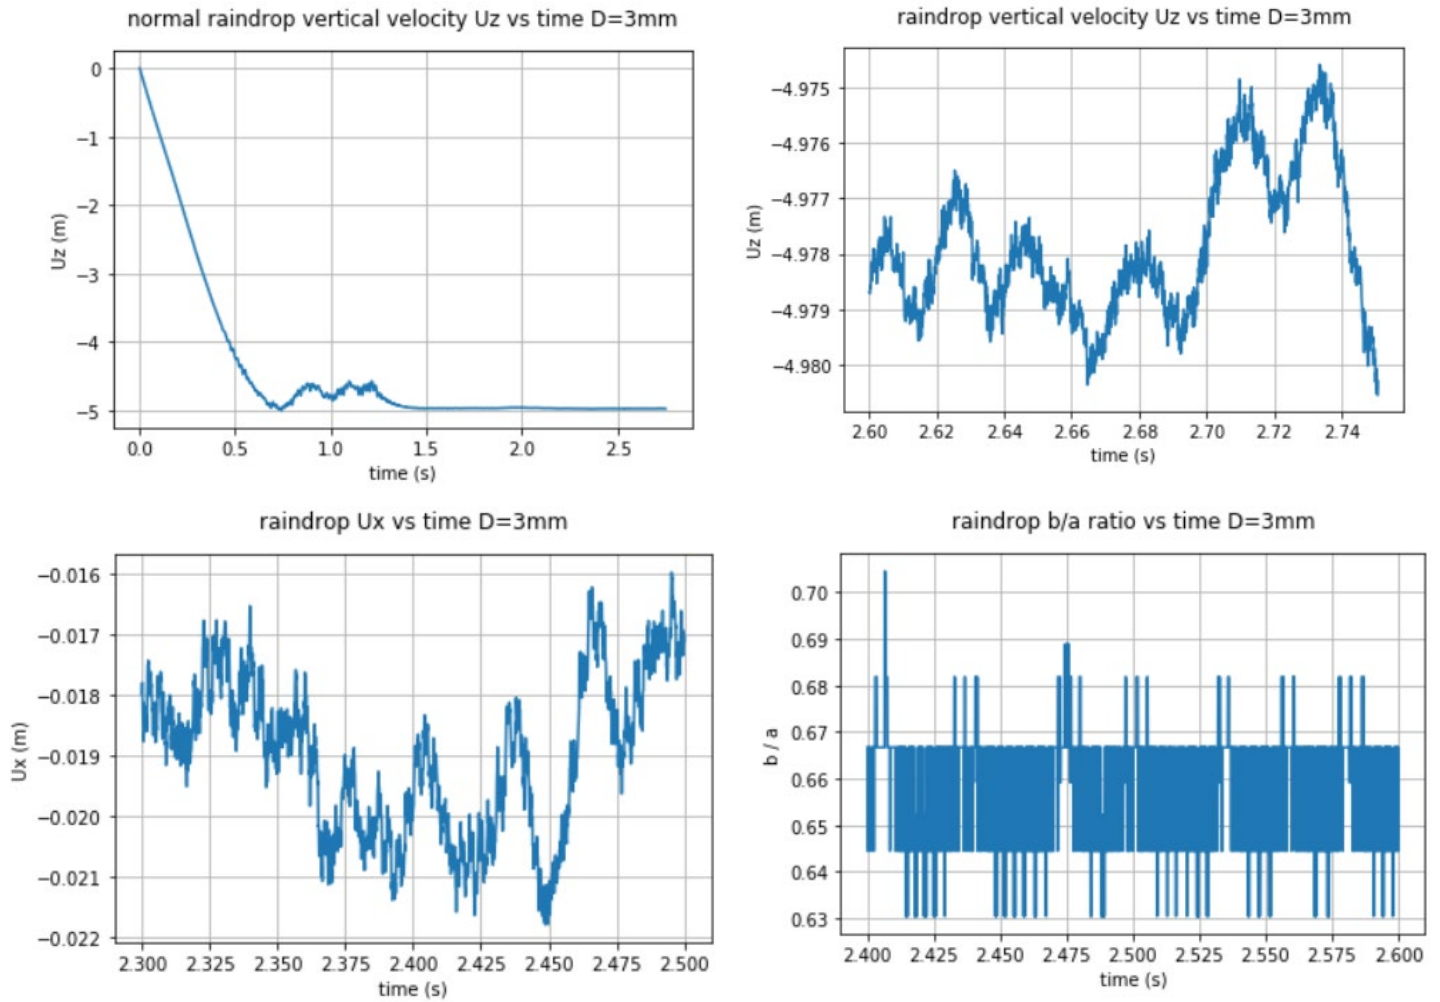 normal raindrop vertical velocity Uz vs time D=3mm
0
−1
−2
−3
−4
−5
Uz (m)
0.0 0.5 1.0 1.5 2.0 2.5
time (s)
raindrop vertical velocity Uz vs time D=3mm
−4.975
−4.976
−4.977
−4.978
−4.979
−4.980
Uz (m)
2.60 2.62 2.64 2.66 2.68 2.70 2.72 2.74
time (s)
raindrop Ux vs time D=3mm
−0.016
−0.017
−0.018
−0.019
−0.020
−0.021
−0.022
Ux (m)
2.300 2.325 2.350 2.375 2.400 2.425 2.450 2.475 2.500
time (s)
raindrop b/a ratio vs time D=3mm
0.70
0.69
0.68
0.67
0.66
0.65
0.64
0.63
b / a
2.400 2.425 2.450 2.475 2.500 2.525 2.550 2.575 2.600
time (s)